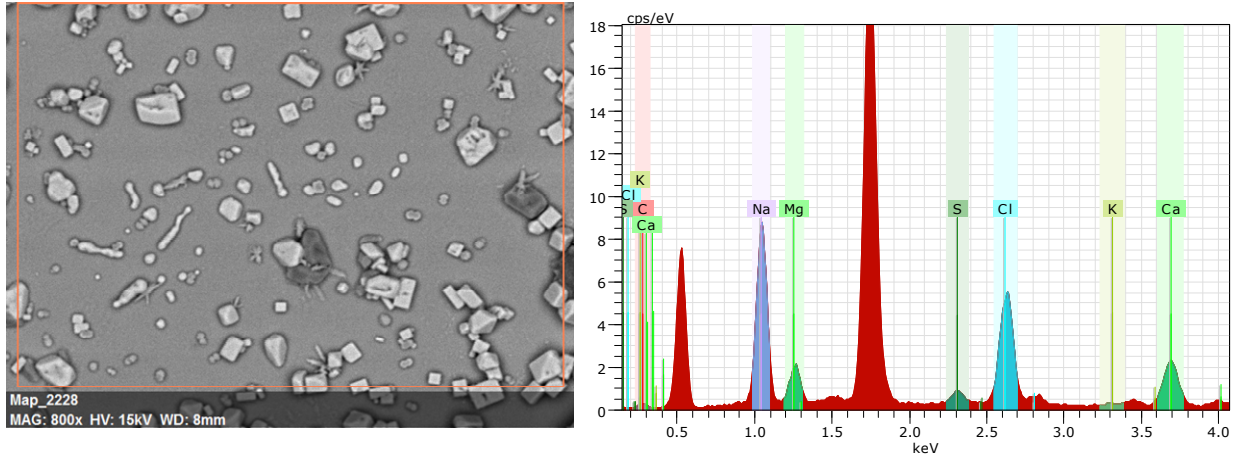 Map_2228
MAG: 800x HV: 15kV WD: 8mm
cps/eV
18
16
14
12
10
8
6
4
2
0
K
Cl
S C
Ca
Na Mg S Cl K Ca
0.5 1.0 1.5 2.0 2.5 3.0 3.5 4.0
keV